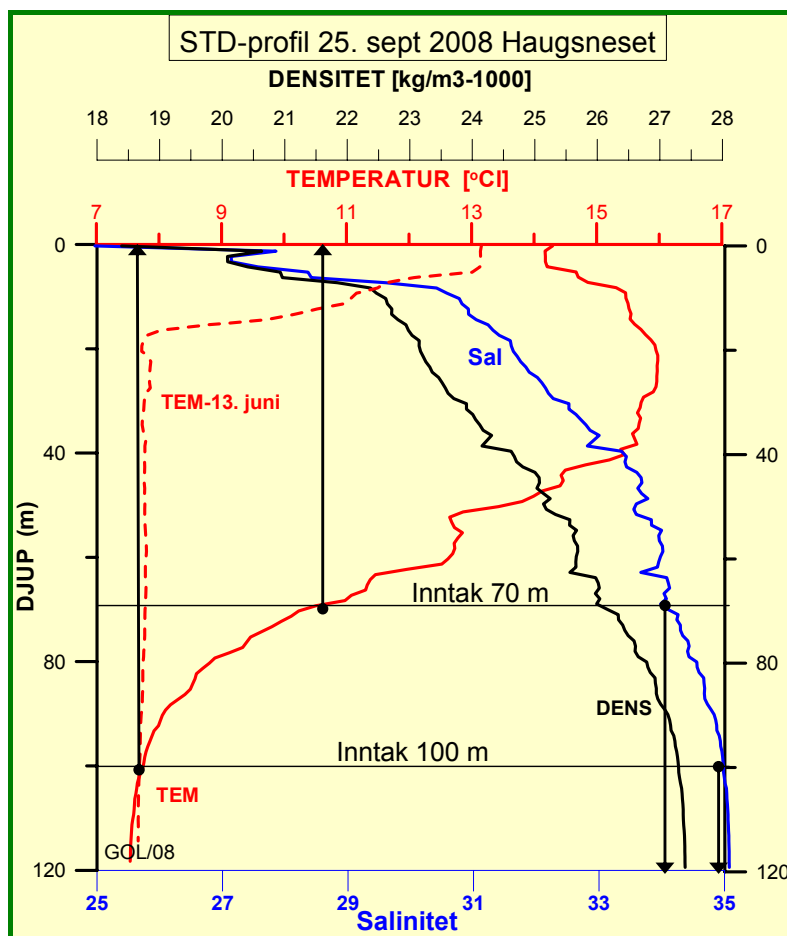 STD-profil 25. sept 2008 Haugsneset
DENSITET [kg/m3-1000]
18 19 20 21 22 23 24 25 26 27 28
TEMPERATUR [oCl]
7 9 11 13 15 17
0 0
Sal
TEM-13. juni
40 40
DJUP (m)
Inntak 70 m
80 80
DENS
Inntak 100 m
TEM
GOL/08
120 120
25 27 29 31 33 35
Salinitet